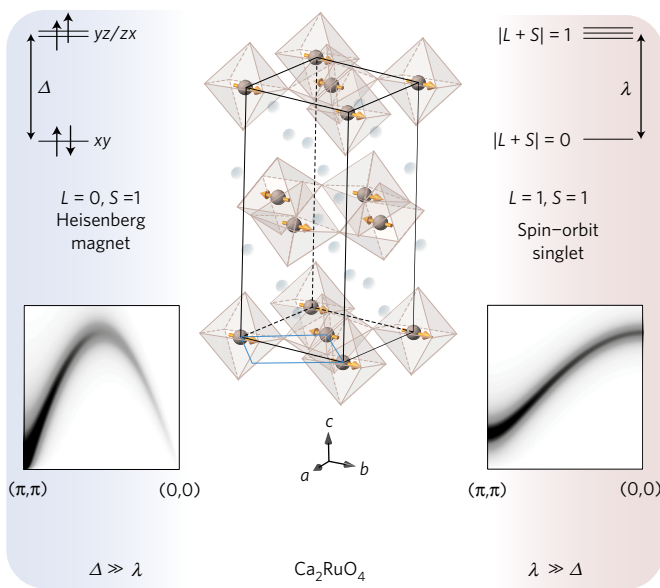 yz/zx
Δ
xy
L = 0, S =1
Heisenberg
magnet
(π,π)
(0,0)
Δ ≫ λ
c
a
b
Ca₂RuO₄
|L + S| = 1
λ
|L + S| = 0
L = 1, S = 1
Spin–orbit
singlet
(π,π)
(0,0)
λ ≫ Δ